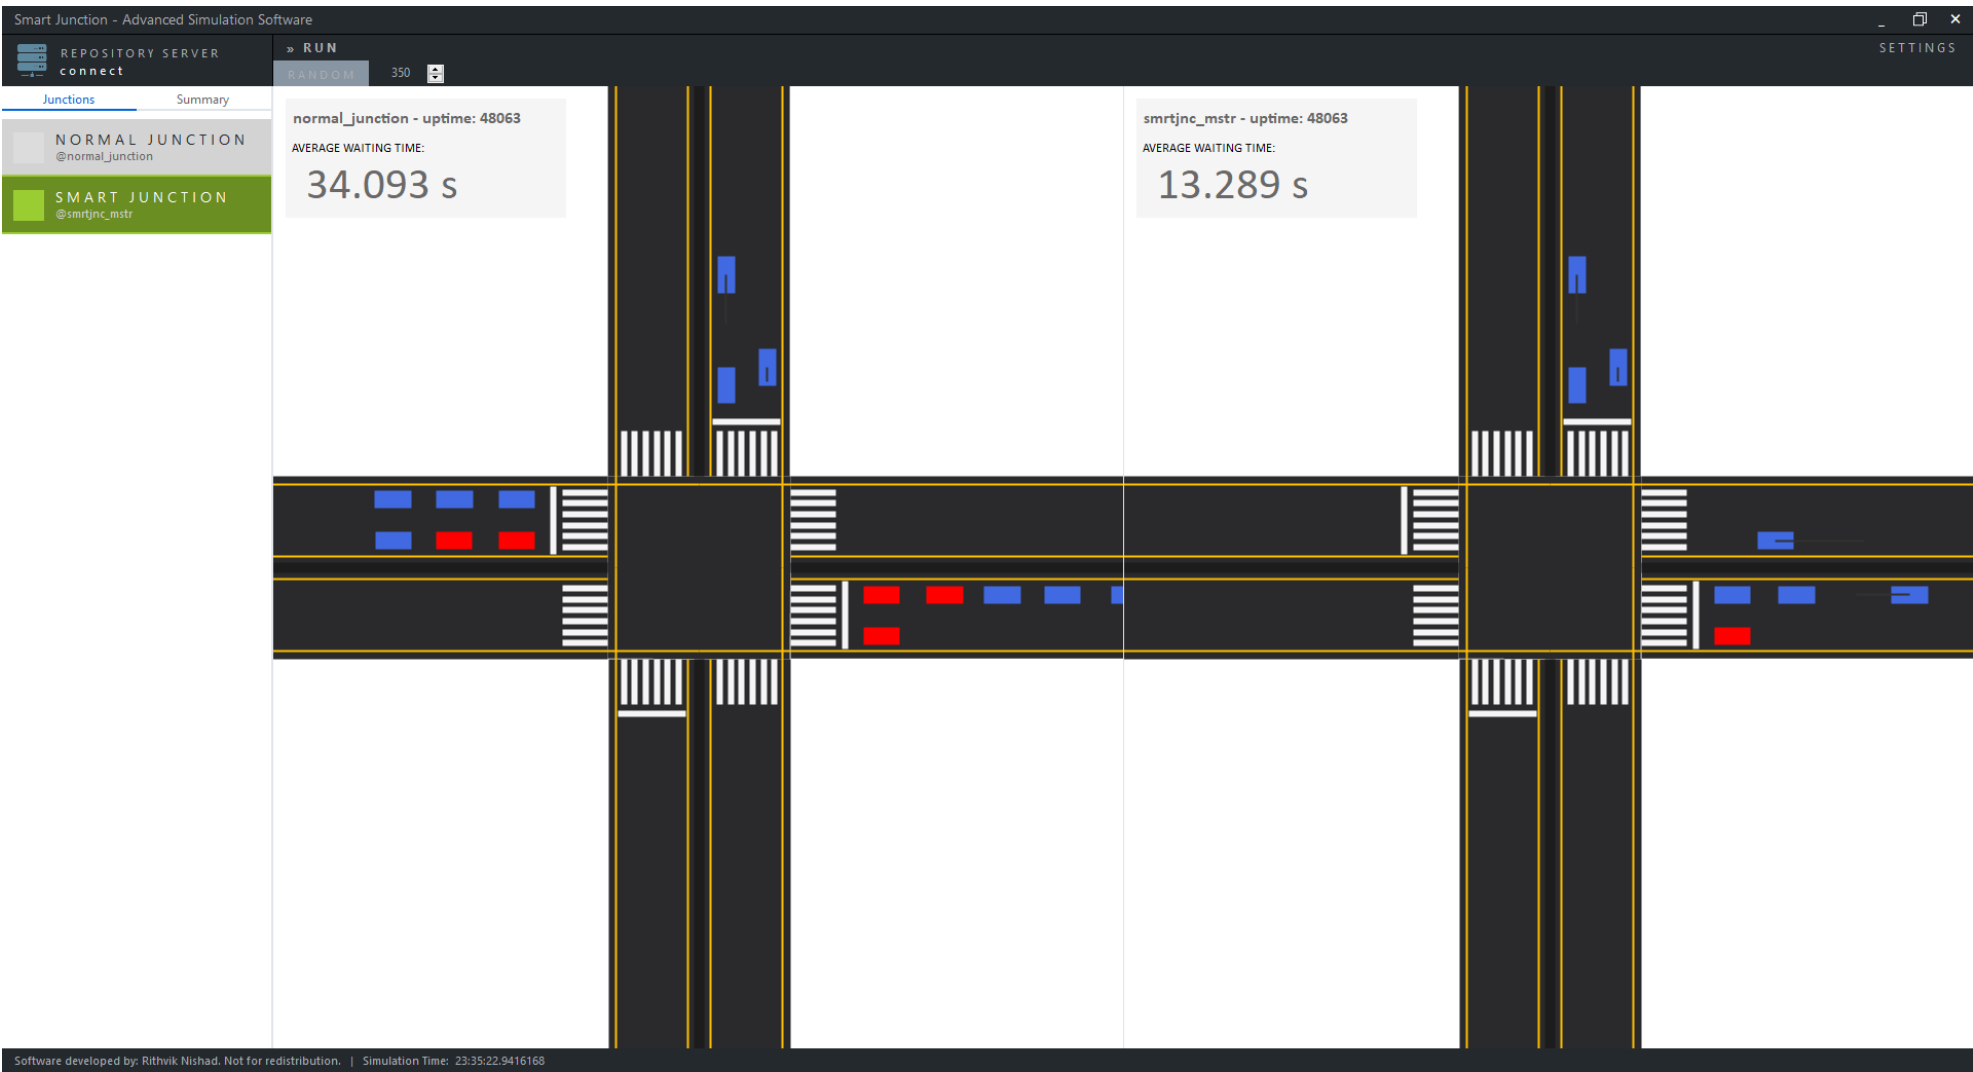 Smart Junction - Advanced Simulation Software
REPOSITORY SERVER
connect
» RUN
SETTINGS
RANDOM
350
Junctions
Summary
NORMAL JUNCTION
@normal_junction
SMART JUNCTION
@smrtjnc_mstr
normal_junction - uptime: 48063
AVERAGE WAITING TIME:
34.093 s
smrtjnc_mstr - uptime: 48063
AVERAGE WAITING TIME:
13.289 s
Software developed by: Rithvik Nishad. Not for redistribution. | Simulation Time: 23:35:22.9416168